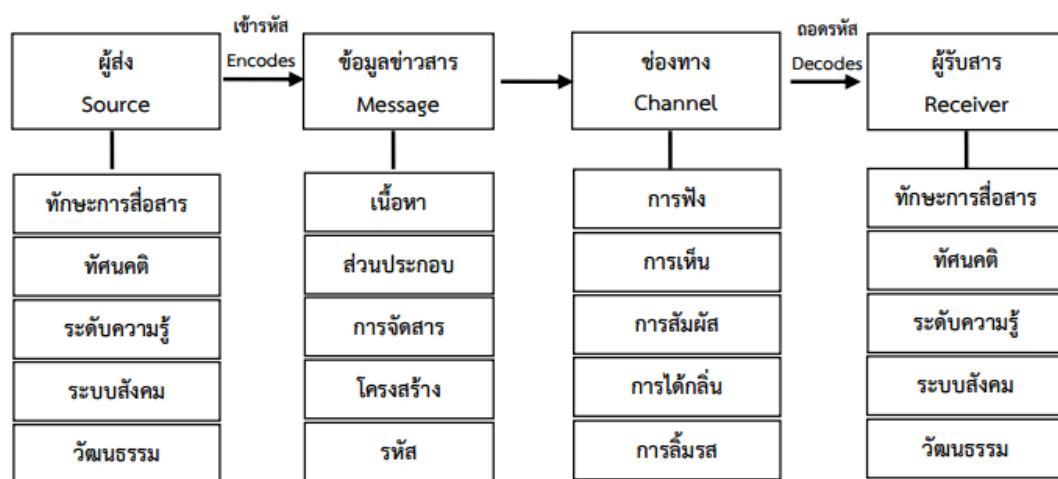 เข้ารหัส
ถอดรหัส
ผู้ส่ง
Encodes
ข้อมูลข่าวสาร
ช่องทาง
Decodes
ผู้รับสาร
Source
Message
Channel
Receiver
ทักษะการสื่อสาร
ทัศนคติ
ระดับความรู้
ระบบสังคม
วัฒนธรรม
เนื้อหา
ส่วนประกอบ
การจัดสาร
โครงสร้าง
รหัส
การฟัง
การเห็น
การสัมผัส
การได้กลิ่น
การลิ้มรส
ทักษะการสื่อสาร
ทัศนคติ
ระดับความรู้
ระบบสังคม
วัฒนธรรม